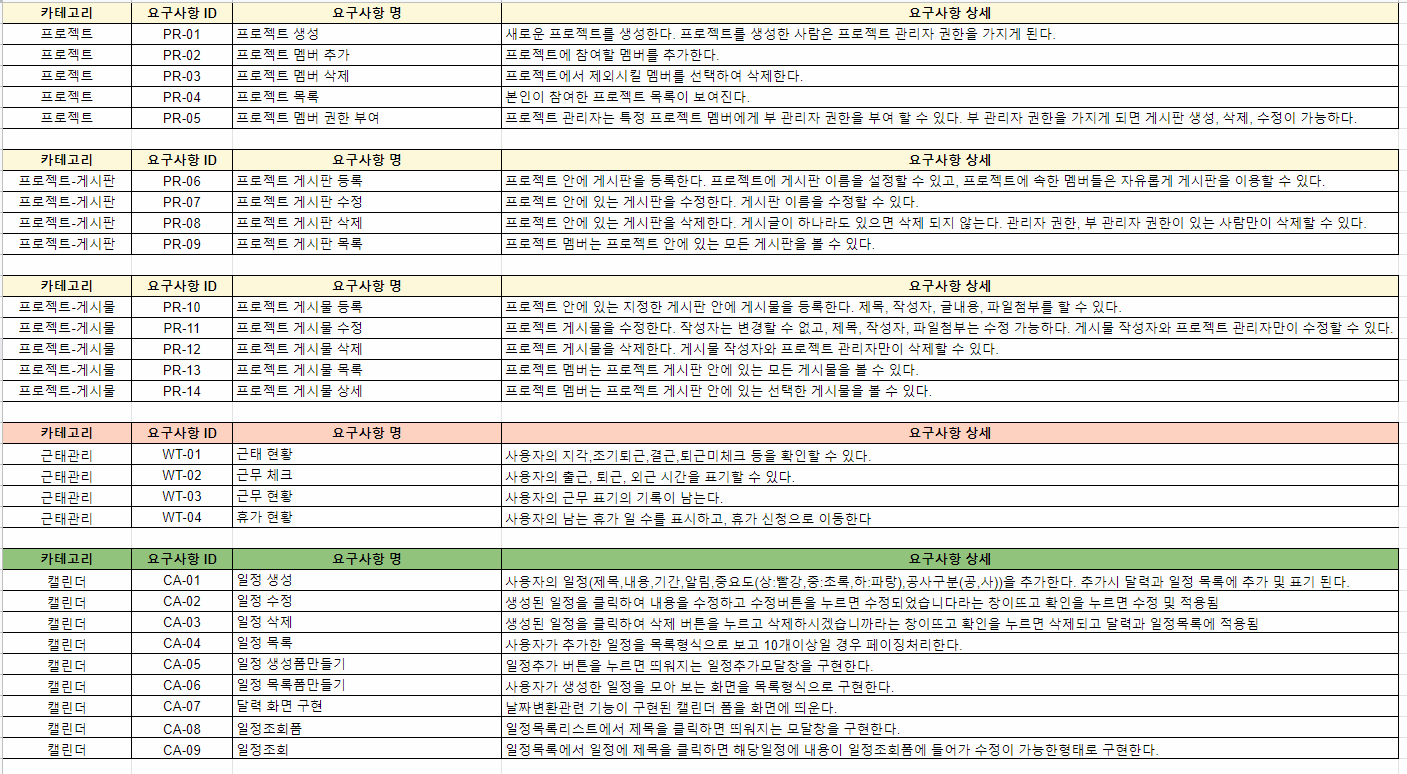 카테고리 요구사항 ID 요구사항 명 요구사항 상세
프로젝트 PR-01 프로젝트 생성 새로운 프로젝트를 생성한다. 프로젝트를 생성한 사람은 프로젝트 관리자 권한을 가지게 된다.
프로젝트 PR-02 프로젝트 멤버 추가 프로젝트에 참여할 멤버를 추가한다.
프로젝트 PR-03 프로젝트 멤버 삭제 프로젝트에서 제외시킬 멤버를 선택하여 삭제한다.
프로젝트 PR-04 프로젝트 목록 본인이 참여한 프로젝트 목록이 보여진다.
프로젝트 PR-05 프로젝트 멤버 권한 부여 프로젝트 관리자는 특정 프로젝트 멤버에게 부 관리자 권한을 부여 할 수 있다. 부 관리자 권한을 가지게 되면 게시판 생성, 삭제, 수정이 가능하다.
카테고리 요구사항 ID 요구사항 명 요구사항 상세
프로젝트-게시판 PR-06 프로젝트 게시판 등록 프로젝트 안에 게시판을 등록한다. 프로젝트에 게시판 이름을 설정할 수 있고, 프로젝트에 속한 멤버들은 자유롭게 게시판을 이용할 수 있다.
프로젝트-게시판 PR-07 프로젝트 게시판 수정 프로젝트 안에 있는 게시판을 수정한다. 게시판 이름을 수정할 수 있다.
프로젝트-게시판 PR-08 프로젝트 게시판 삭제 프로젝트 안에 있는 게시판을 삭제한다. 게시글이 하나라도 있으면 삭제 되지 않는다. 관리자 권한, 부 관리자 권한이 있는 사람만이 삭제할 수 있다.
프로젝트-게시판 PR-09 프로젝트 게시판 목록 프로젝트 멤버는 프로젝트 안에 있는 모든 게시판을 볼 수 있다.
카테고리 요구사항 ID 요구사항 명 요구사항 상세
프로젝트-게시물 PR-10 프로젝트 게시물 등록 프로젝트 안에 있는 지정한 게시판 안에 게시물을 등록한다. 제목, 작성자, 글내용, 파일첨부를 할 수 있다.
프로젝트-게시물 PR-11 프로젝트 게시물 수정 프로젝트 게시물을 수정한다. 작성자는 변경할 수 없고, 제목, 작성자, 파일첨부는 수정 가능하다. 게시물 작성자와 프로젝트 관리자만이 수정할 수 있다.
프로젝트-게시물 PR-12 프로젝트 게시물 삭제 프로젝트 게시물을 삭제한다. 게시물 작성자와 프로젝트 관리자만이 삭제할 수 있다.
프로젝트-게시물 PR-13 프로젝트 게시물 목록 프로젝트 멤버는 프로젝트 게시판 안에 있는 모든 게시물을 볼 수 있다.
프로젝트-게시물 PR-14 프로젝트 게시물 상세 프로젝트 멤버는 프로젝트 게시판 안에 있는 선택한 게시물을 볼 수 있다.
카테고리 요구사항 ID 요구사항 명 요구사항 상세
근태관리 WT-01 근태 현황 사용자의 지각,조기퇴근,결근,퇴근미체크 등을 확인할 수 있다.
근태관리 WT-02 근무 체크 사용자의 출근, 퇴근, 외근 시간을 표기할 수 있다.
근태관리 WT-03 근무 현황 사용자의 근무 표기의 기록이 남는다.
근태관리 WT-04 휴가 현황 사용자의 남는 휴가 일 수를 표시하고, 휴가 신청으로 이동한다
카테고리 요구사항 ID 요구사항 명 요구사항 상세
캘린더 CA-01 일정 생성 사용자의 일정(제목,내용,기간,알림,중요도(상:빨강,중:초록,하:파랑),공사구분(공,사))을 추가한다. 추가시 달력과 일정 목록에 추가 및 표기 된다.
캘린더 CA-02 일정 수정 생성된 일정을 클릭하여 내용을 수정하고 수정버튼을 누르면 수정되었습니다라는 창이뜨고 확인을 누르면 수정 및 적용됨
캘린더 CA-03 일정 삭제 생성된 일정을 클릭하여 삭제 버튼을 누르고 삭제하시겠습니까라는 창이뜨고 확인을 누르면 삭제되고 달력과 일정목록에 적용됨
캘린더 CA-04 일정 목록 사용자가 추가한 일정을 목록형식으로 보고 10개이상일 경우 페이징처리한다.
캘린더 CA-05 일정 생성폼만들기 일정추가 버튼을 누르면 띄워지는 일정추가모달창을 구현한다.
캘린더 CA-06 일정 목록폼만들기 사용자가 생성한 일정을 모아 보는 화면을 목록형식으로 구현한다.
캘린더 CA-07 달력 화면 구현 날짜변환관련 기능이 구현된 캘린더 폼을 화면에 띄운다.
캘린더 CA-08 일정조회폼 일정목록리스트에서 제목을 클릭하면 띄워지는 모달창을 구현한다.
캘린더 CA-09 일정조회 일정목록에서 일정에 제목을 클릭하면 해당일정에 내용이 일정조회폼에 들어가 수정이 가능한형태로 구현한다.